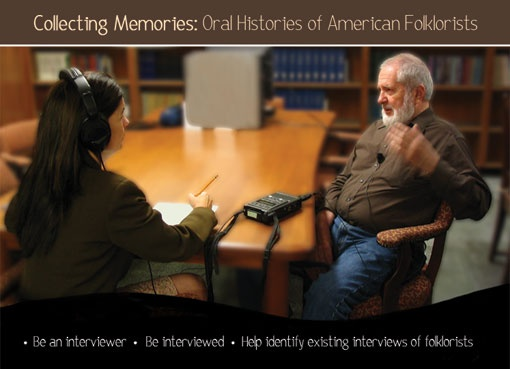 Collecting Memories: Oral Histories of American Folklorists
• Be an interviewer • Be interviewed • Help identify existing interviews of folklorists